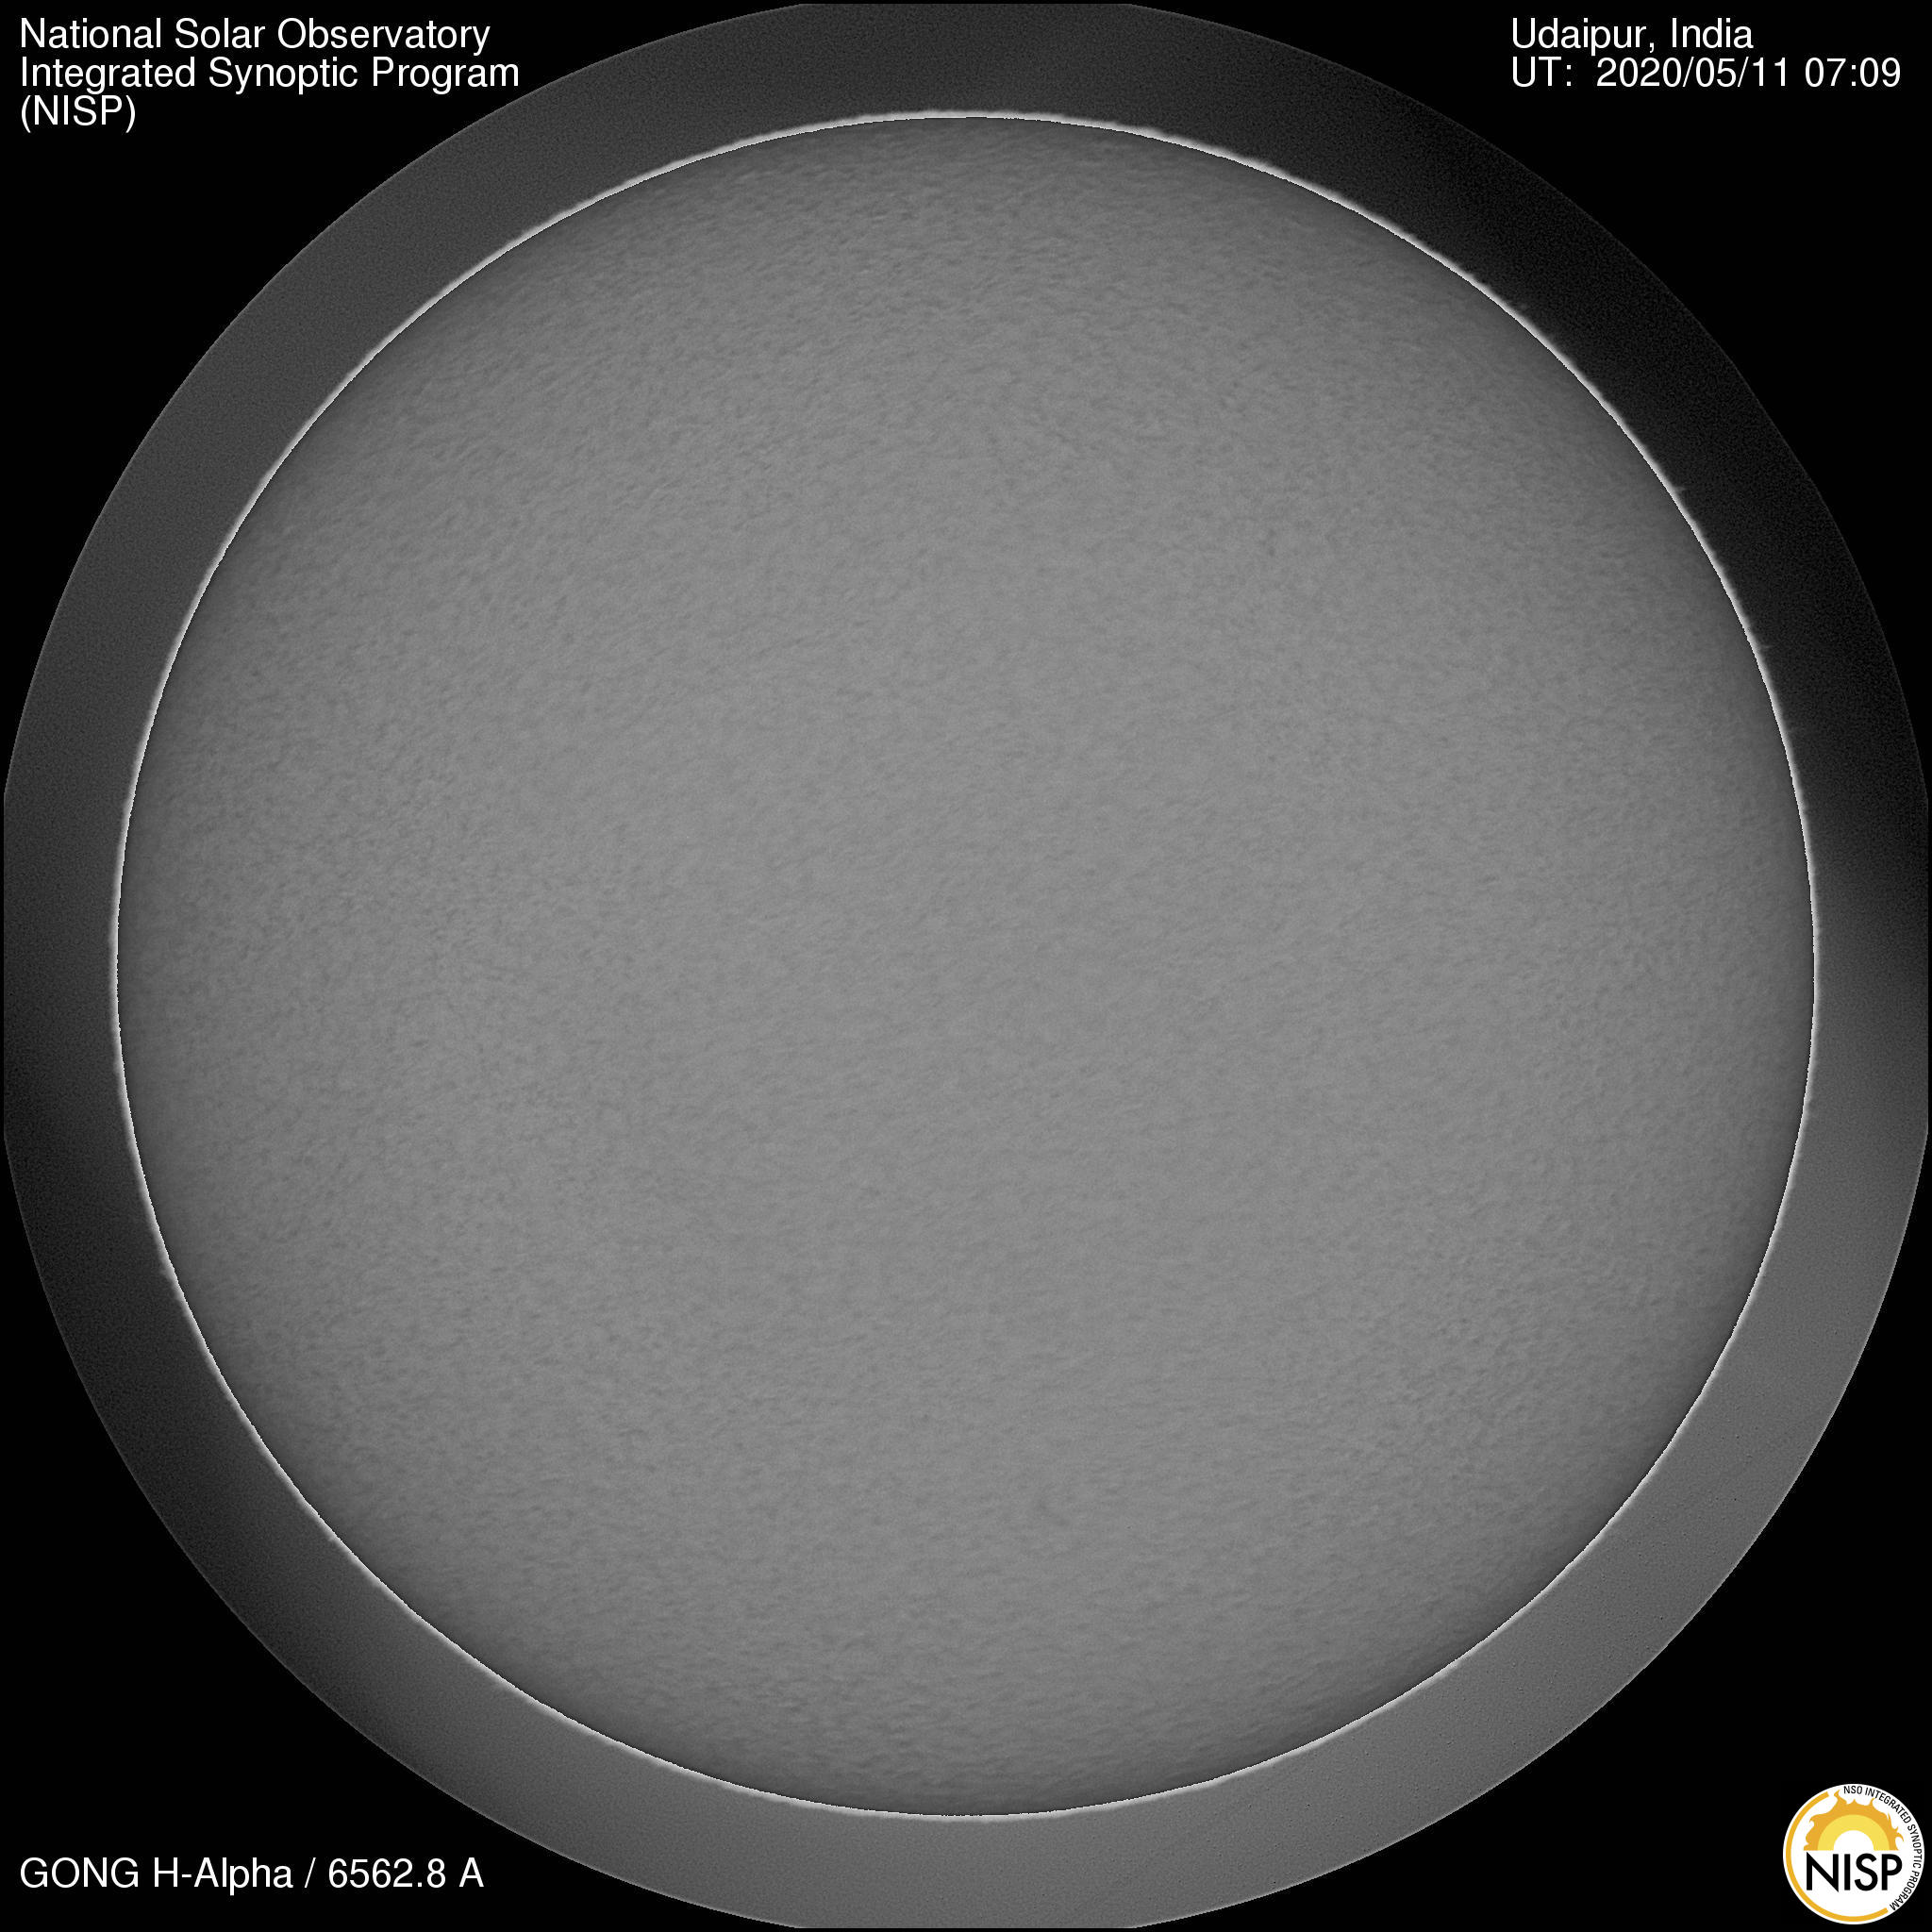 National Solar Observatory
Integrated Synoptic Program
(NISP)
Udaipur, India
UT: 2020/05/11 07:09
GONG H-Alpha / 6562.8 A
NSO INTEGRATED SYNOPTIC PROGRAM
NISP